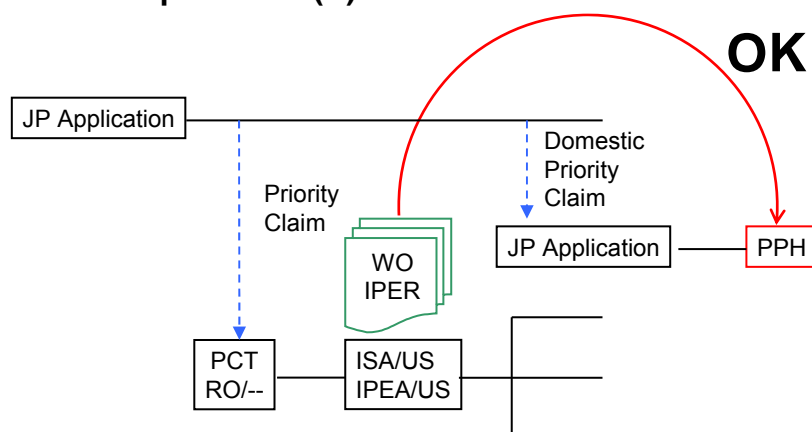 OK
JP Application
Domestic
Priority
Claim
Priority
Claim
JP Application
PPH
WO
IPER
PCT
RO/--
ISA/US
IPEA/US